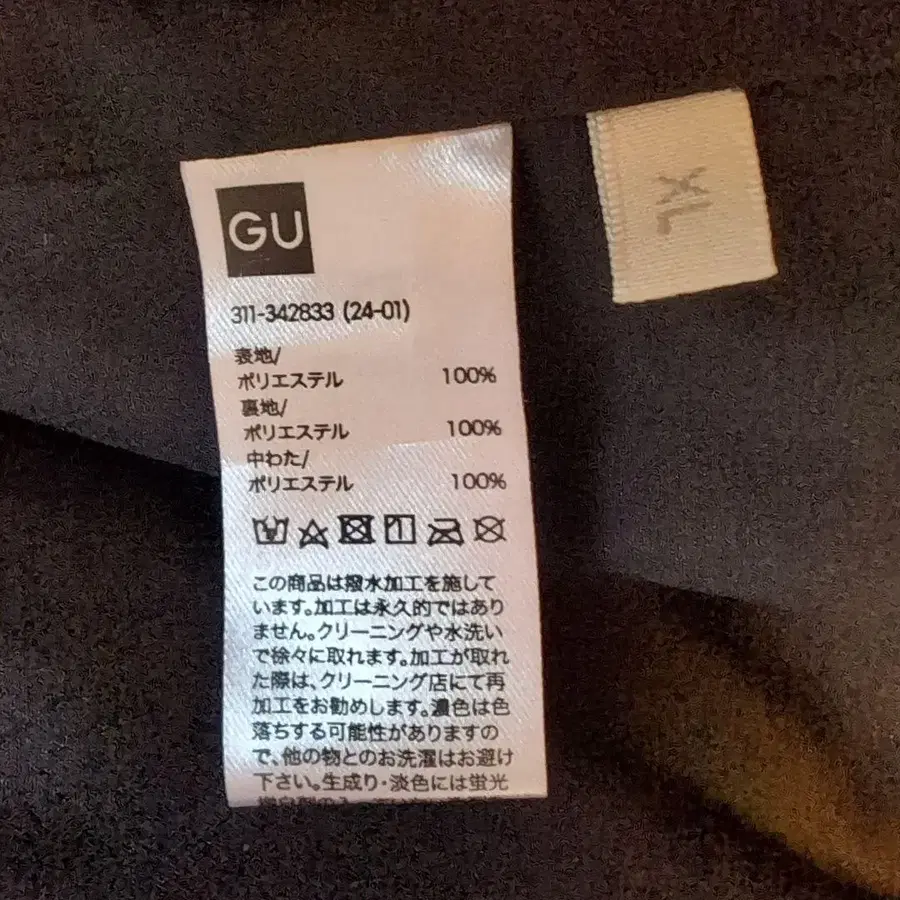 GU
XL
311-342833 (24-01)
表地/
ポリエステル 100%
裏地/
ポリエステル 100%
中わた/
ポリエステル 100%
この商品は撥水加工を施して
います。加工は永久的ではあり
ません。クリーニングや水洗い
で徐々に取れます。加工が取れ
た際は、クリーニング店にて再
加工をお勧めします。濃色は色
落ちする可能性がありますの
で、他の物とのお洗濯はお避け
下さい。生成り・淡色には蛍光